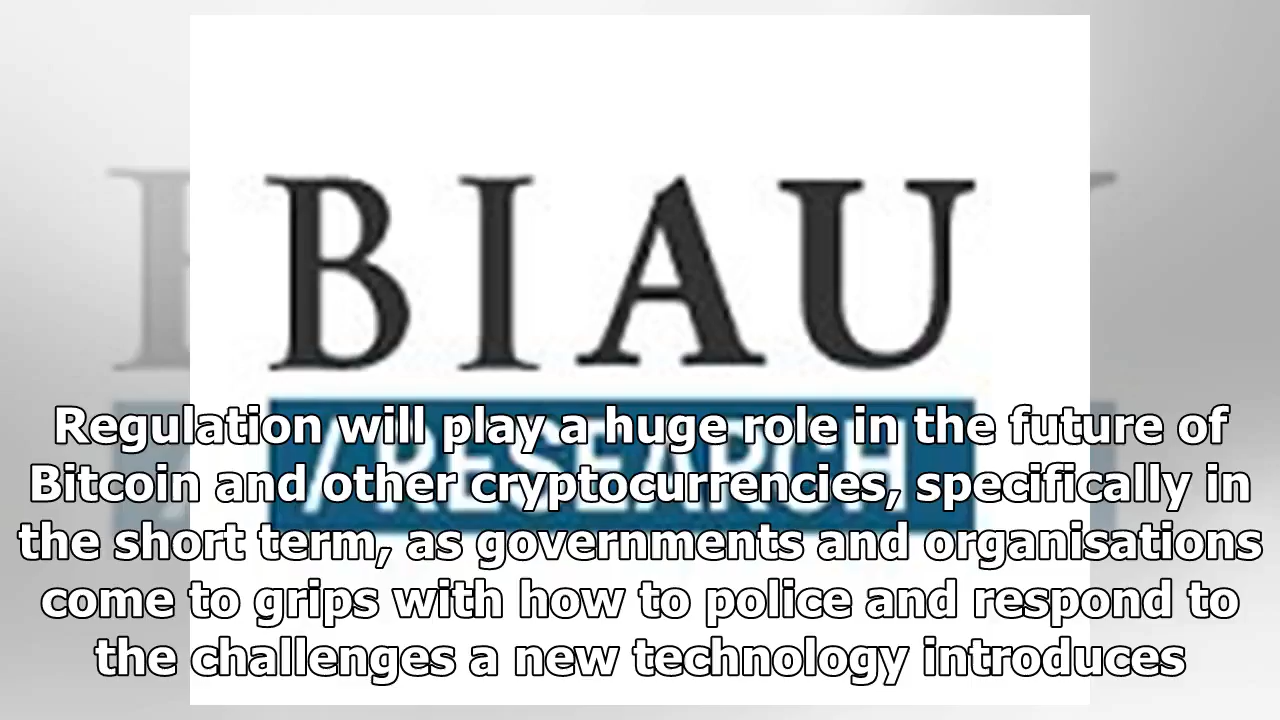 BIAU
/RESEARCH
Regulation will play a huge role in the future of
Bitcoin and other cryptocurrencies, specifically in
the short term, as governments and organisations
come to grips with how to police and respond to
the challenges a new technology introduces